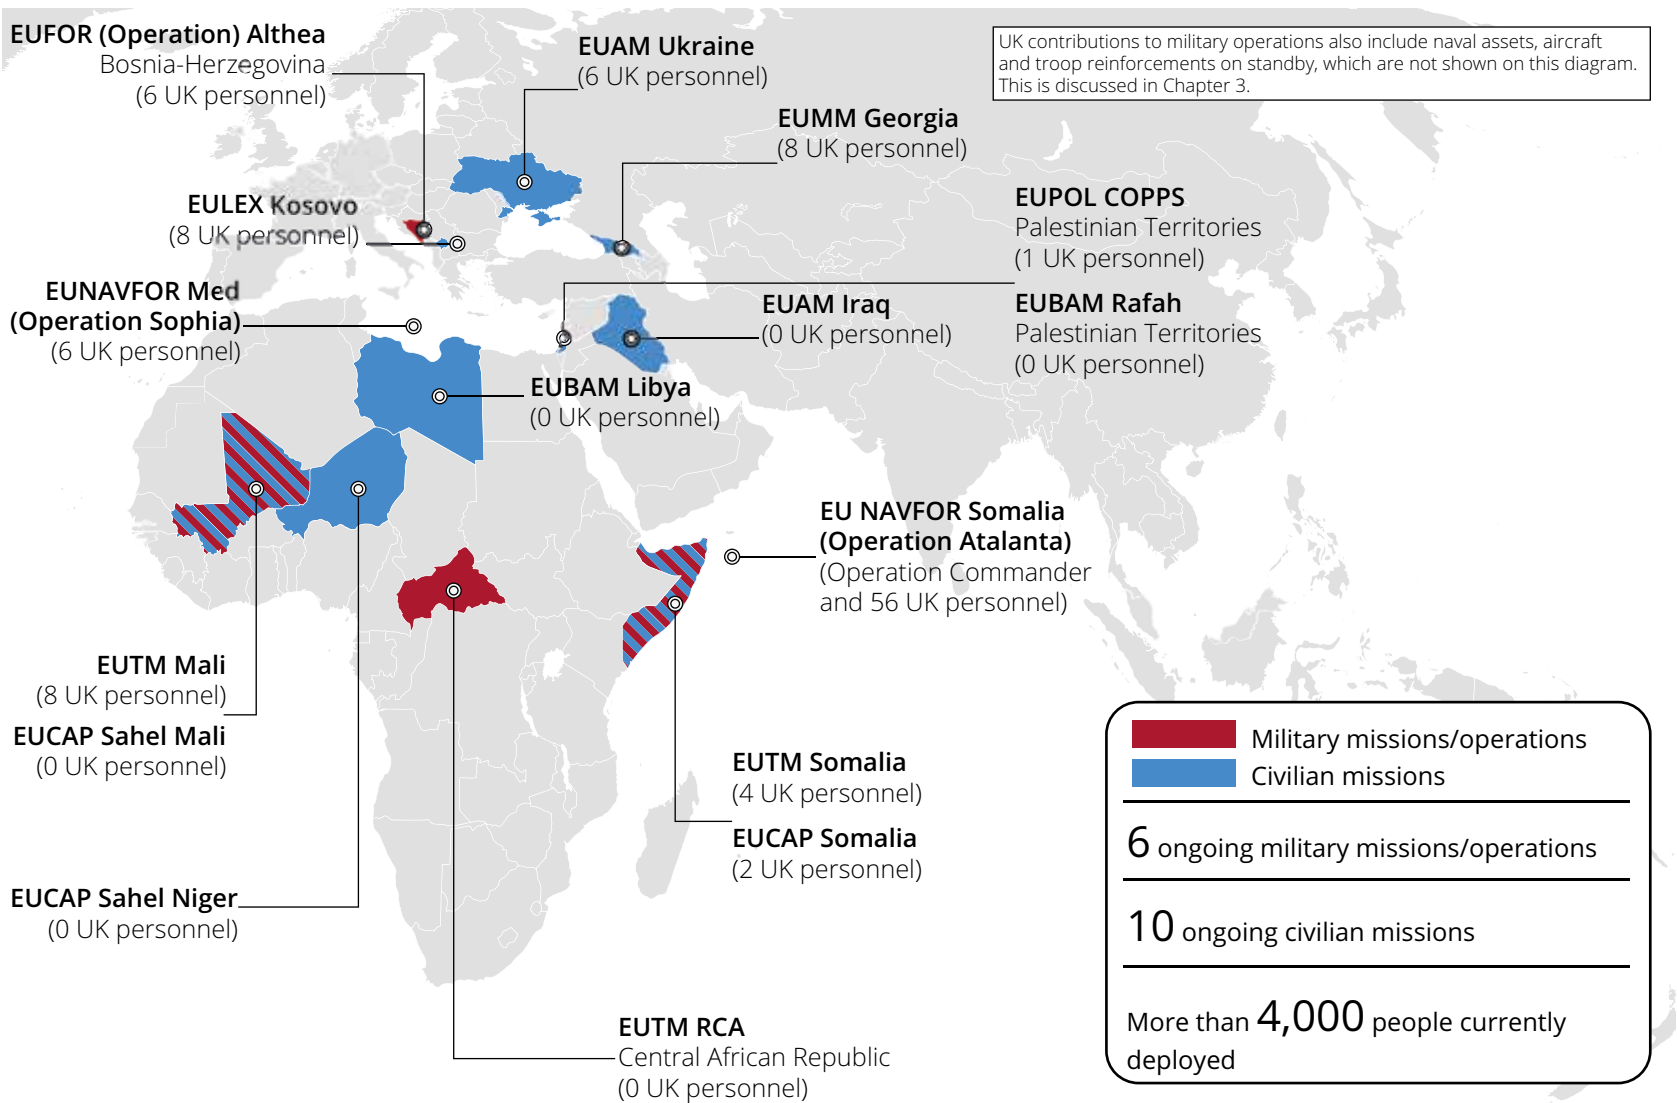 EUFOR (Operation) Althea
Bosnia-Herzegovina
(6 UK personnel)
EUAM Ukraine
(6 UK personnel)
UK contributions to military operations also include naval assets, aircraft
and troop reinforcements on standby, which are not shown on this diagram.
This is discussed in Chapter 3.
EUMM Georgia
(8 UK personnel)
EULEX Kosovo
(8 UK personnel)
EUPOL COPPS
Palestinian Territories
(1 UK personnel)
EUBAM Rafah
Palestinian Territories
(0 UK personnel)
EUNAVFOR Med
(Operation Sophia)
(6 UK personnel)
EUAM Iraq
(0 UK personnel)
EUBAM Libya
(0 UK personnel)
EU NAVFOR Somalia
(Operation Atalanta)
(Operation Commander
and 56 UK personnel)
EUTM Mali
(8 UK personnel)
EUCAP Sahel Mali
(0 UK personnel)
EUTM Somalia
(4 UK personnel)
EUCAP Somalia
(2 UK personnel)
EUCAP Sahel Niger
(0 UK personnel)
EUTM RCA
Central African Republic
(0 UK personnel)
Military missions/operations
Civilian missions
6 ongoing military missions/operations
10 ongoing civilian missions
More than 4,000 people currently
deployed